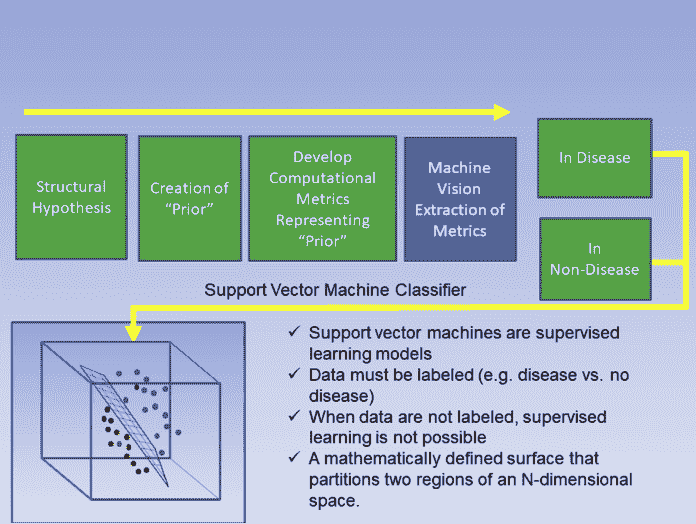 Structural
Hypothesis
Creation of
“Prior”
Develop
Computational
Metrics
Representing
“Prior”
Machine
Vision
Extraction of
Metrics
In Disease
In
Non-Disease
Support Vector Machine Classifier
✓ Support vector machines are supervised
learning models
✓ Data must be labeled (e.g. disease vs. no
disease)
✓ When data are not labeled, supervised
learning is not possible
✓ A mathematically defined surface that
partitions two regions of an N-dimensional
space.